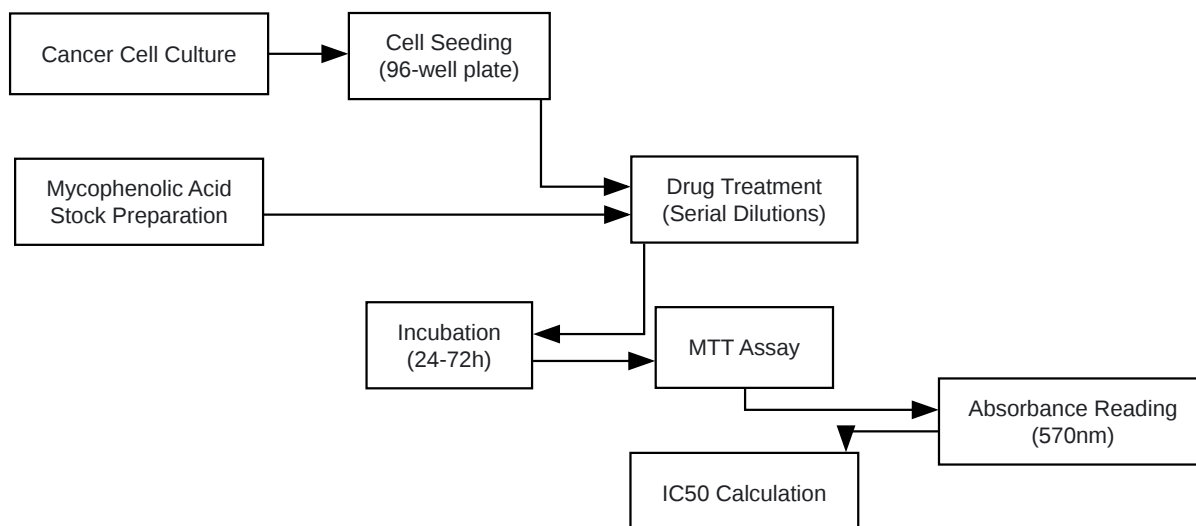 Cancer Cell Culture
Cell Seeding
(96-well plate)
Mycophenolic Acid
Stock Preparation
Drug Treatment
(Serial Dilutions)
Incubation
(24-72h)
MTT Assay
Absorbance Reading
(570nm)
IC50 Calculation